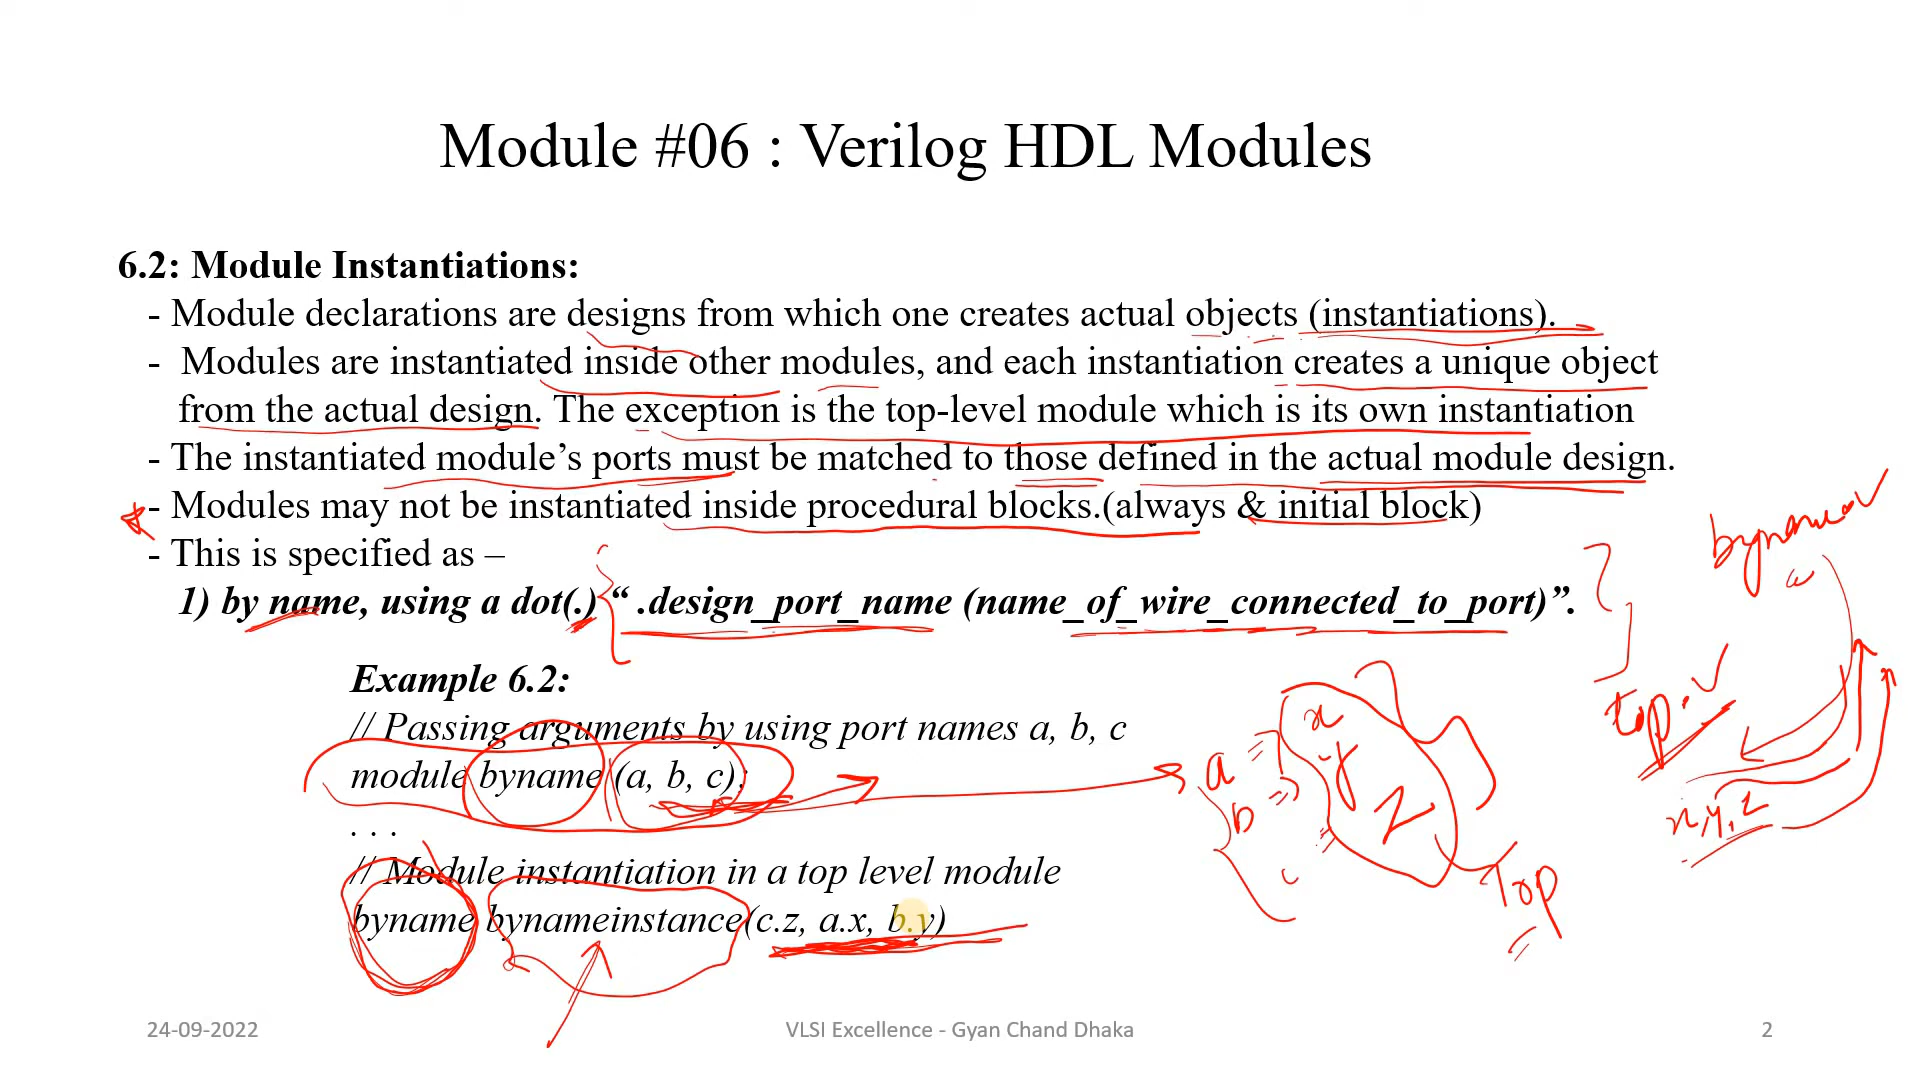 Module #06 : Verilog HDL Modules
6.2: Module Instantiations:
- Module declarations are designs from which one creates actual objects (instantiations).
- Modules are instantiated inside other modules, and each instantiation creates a unique object
from the actual design. The exception is the top-level module which is its own instantiation
- The instantiated module’s ports must be matched to those defined in the actual module design.
- Modules may not be instantiated inside procedural blocks.(always & initial block)
- This is specified as –
1) by name, using a dot(.) “ .design_port_name (name_of_wire_connected_to_port)”.
Example 6.2:
// Passing arguments by using port names a, b, c
module byname (a, b, c);
. . .
// Module instantiation in a top level module
byname bynameinstance(c.z, a.x, b.y)
byname.v
top.v
x,y,z
a x
b y
c z
Top
24-09-2022
VLSI Excellence - Gyan Chand Dhaka
2